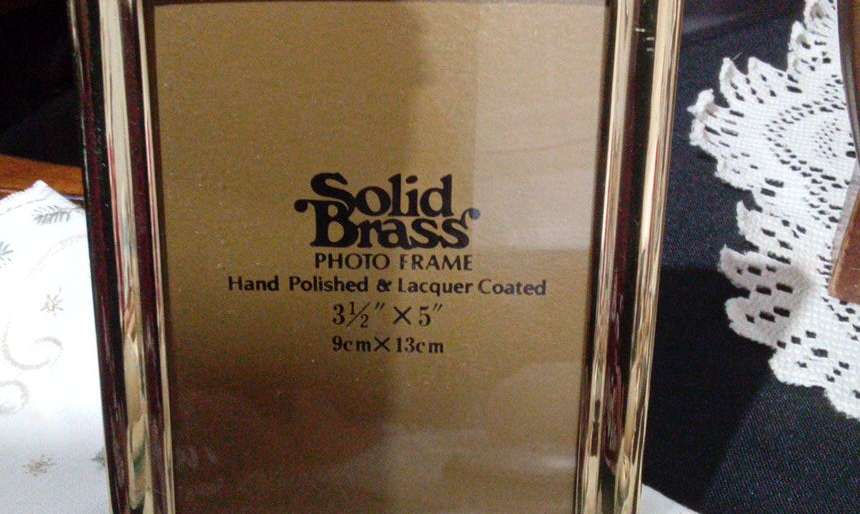 Solid
Brass
PHOTO FRAME
Hand Polished & Lacquer Coated
3½" × 5"
9cm × 13cm